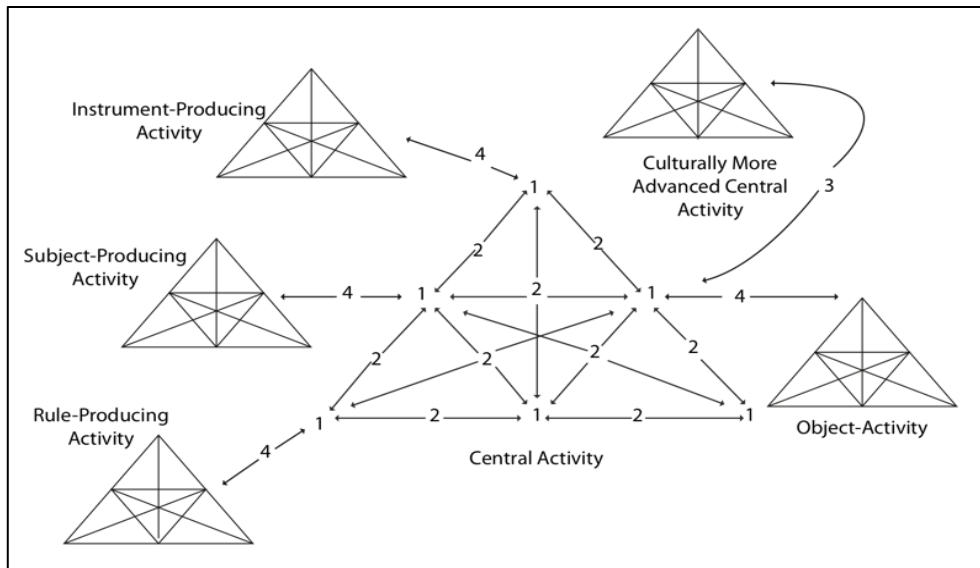 Instrument-Producing
Activity
4
1
Culturally More
Advanced Central
Activity
3
2
2
Subject-Producing
Activity
4
1
2
1
4
2
2
2
2
Rule-Producing
Activity
1
2
1
2
1
Object-Activity
4
Central Activity